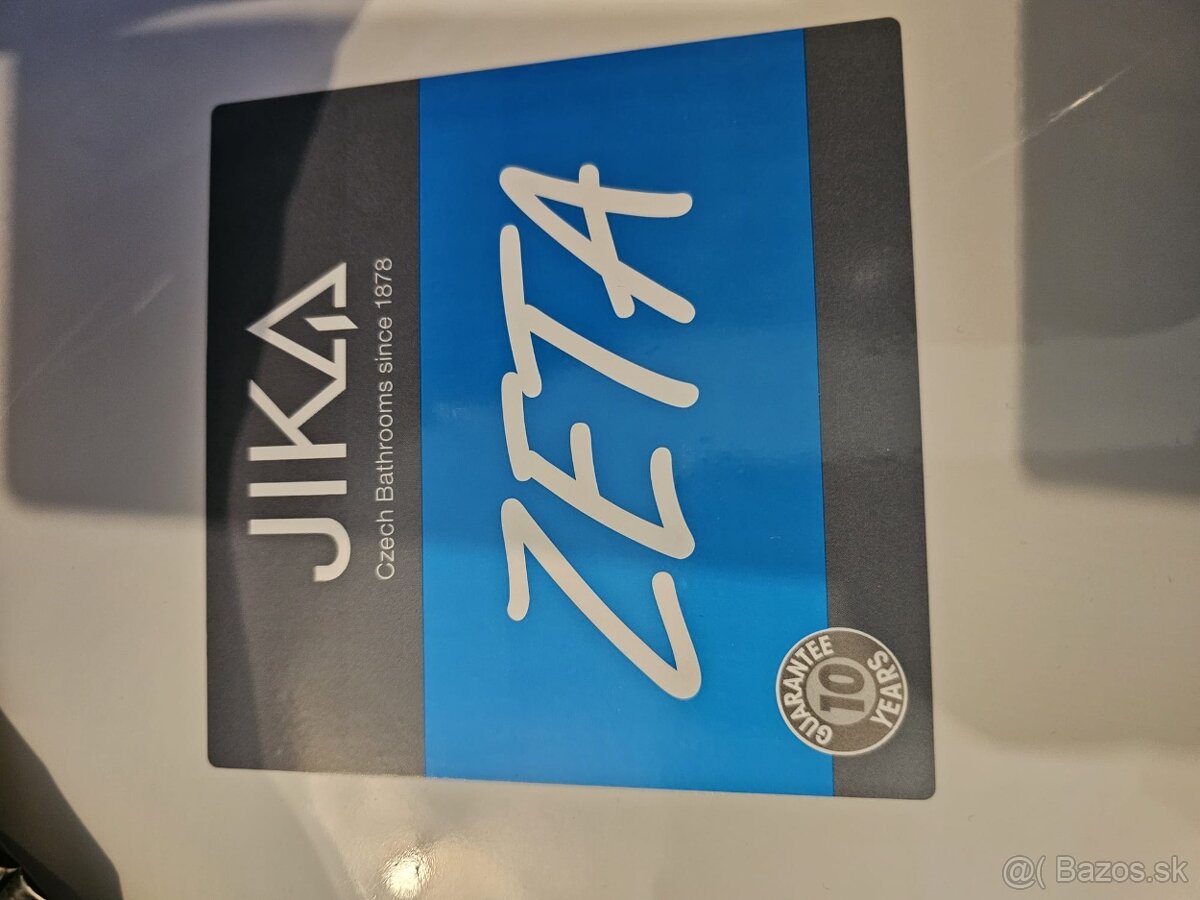 JIKA
Czech Bathrooms since 1878
ZETA
GUARANTEE
10
YEARS
@( Bazos.sk